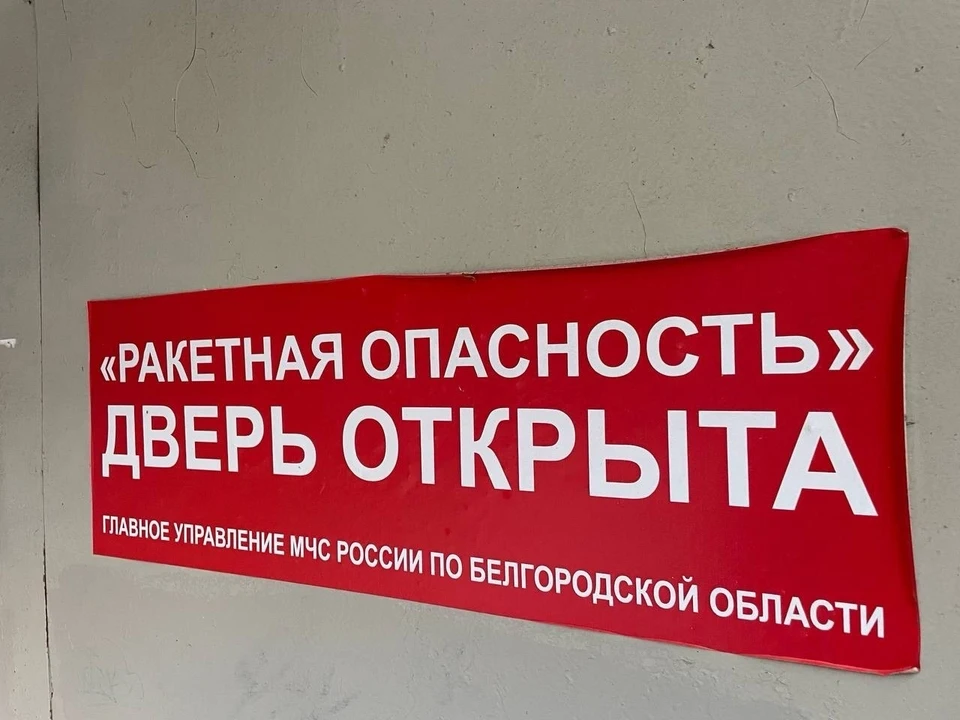 «РАКЕТНАЯ ОПАСНОСТЬ»
ДВЕРЬ ОТКРЫТА
ГЛАВНОЕ УПРАВЛЕНИЕ МЧС РОССИИ ПО БЕЛГОРОДСКОЙ ОБЛАСТИ